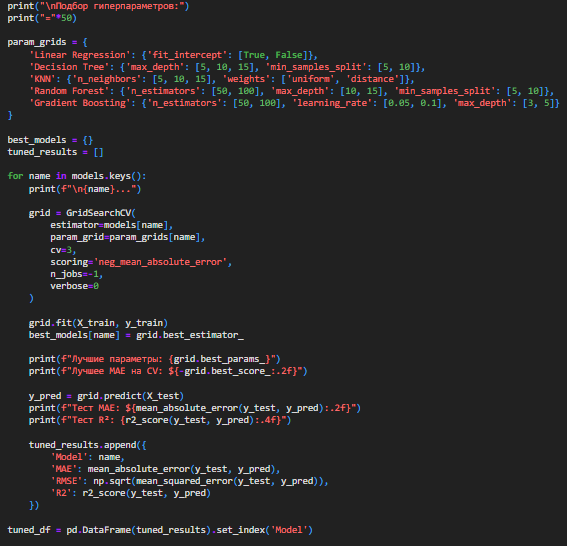 print("\nПодбор гиперпараметров:")
print("="*50)

param_grids = {
    'Linear Regression': {'fit_intercept': [True, False]},
    'Decision Tree': {'max_depth': [5, 10, 15], 'min_samples_split': [5, 10]},
    'KNN': {'n_neighbors': [5, 10, 15], 'weights': ['uniform', 'distance']},
    'Random Forest': {'n_estimators': [50, 100], 'max_depth': [10, 15], 'min_samples_split': [5, 10]},
    'Gradient Boosting': {'n_estimators': [50, 100], 'learning_rate': [0.05, 0.1], 'max_depth': [3, 5]}
}

best_models = {}
tuned_results = []

for name in models.keys():
    print(f"\n{name}...")

    grid = GridSearchCV(
        estimator=models[name],
        param_grid=param_grids[name],
        cv=3,
        scoring='neg_mean_absolute_error',
        n_jobs=-1,
        verbose=0
    )

    grid.fit(X_train, y_train)
    best_models[name] = grid.best_estimator_

    print(f"Лучшие параметры: {grid.best_params_}")
    print(f"Лучшее MAE на CV: ${-grid.best_score_:.2f}")

    y_pred = grid.predict(X_test)
    print(f"Тест MAE: ${mean_absolute_error(y_test, y_pred):.2f}")
    print(f"Тест R²: {r2_score(y_test, y_pred):.4f}")

    tuned_results.append({
        'Model': name,
        'MAE': mean_absolute_error(y_test, y_pred),
        'RMSE': np.sqrt(mean_squared_error(y_test, y_pred)),
        'R2': r2_score(y_test, y_pred)
    })

tuned_df = pd.DataFrame(tuned_results).set_index('Model')